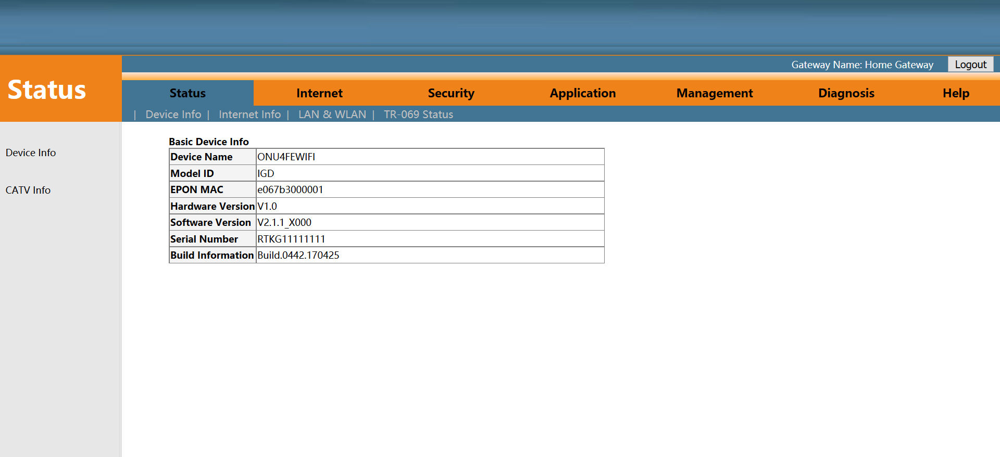 Gateway Name: Home Gateway Logout
Status
Status Internet Security Application Management Diagnosis Help
| Device Info | Internet Info | LAN & WLAN | TR-069 Status
Device Info
CATV Info
Basic Device Info
Device Name ONU4FEWIFI
Model ID IGD
EPON MAC e067b3000001
Hardware Version V1.0
Software Version V2.1.1_X000
Serial Number RTKG11111111
Build Information Build.0442.170425